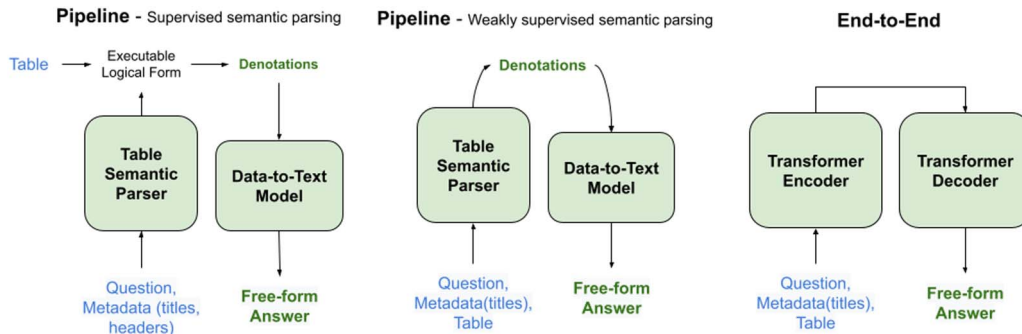 Pipeline - Supervised semantic parsing
Table
Executable
Logical Form
Denotations
Table
Semantic
Parser
Data-to-Text
Model
Question,
Metadata (titles,
headers)
Free-form
Answer
Pipeline - Weakly supervised semantic parsing
Denotations
Table
Semantic
Parser
Data-to-Text
Model
Question,
Metadata(titles),
Table
Free-form
Answer
End-to-End
Transformer
Encoder
Transformer
Decoder
Question,
Metadata(titles),
Table
Free-form
Answer